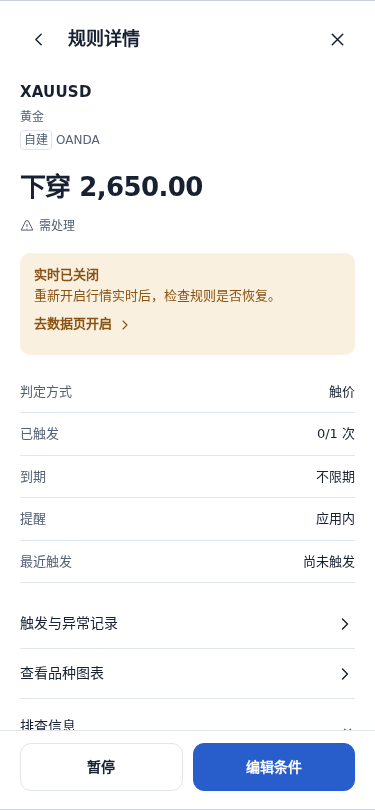 规则详情
XAUUSD
黄金
自建 OANDA
下穿 2,650.00
需处理
实时已关闭
重新开启行情实时后，检查规则是否恢复。
去数据页开启
判定方式 触价
已触发 0/1 次
到期 不限期
提醒 应用内
最近触发 尚未触发
触发与异常记录
查看品种图表
排查信息
暂停 编辑条件